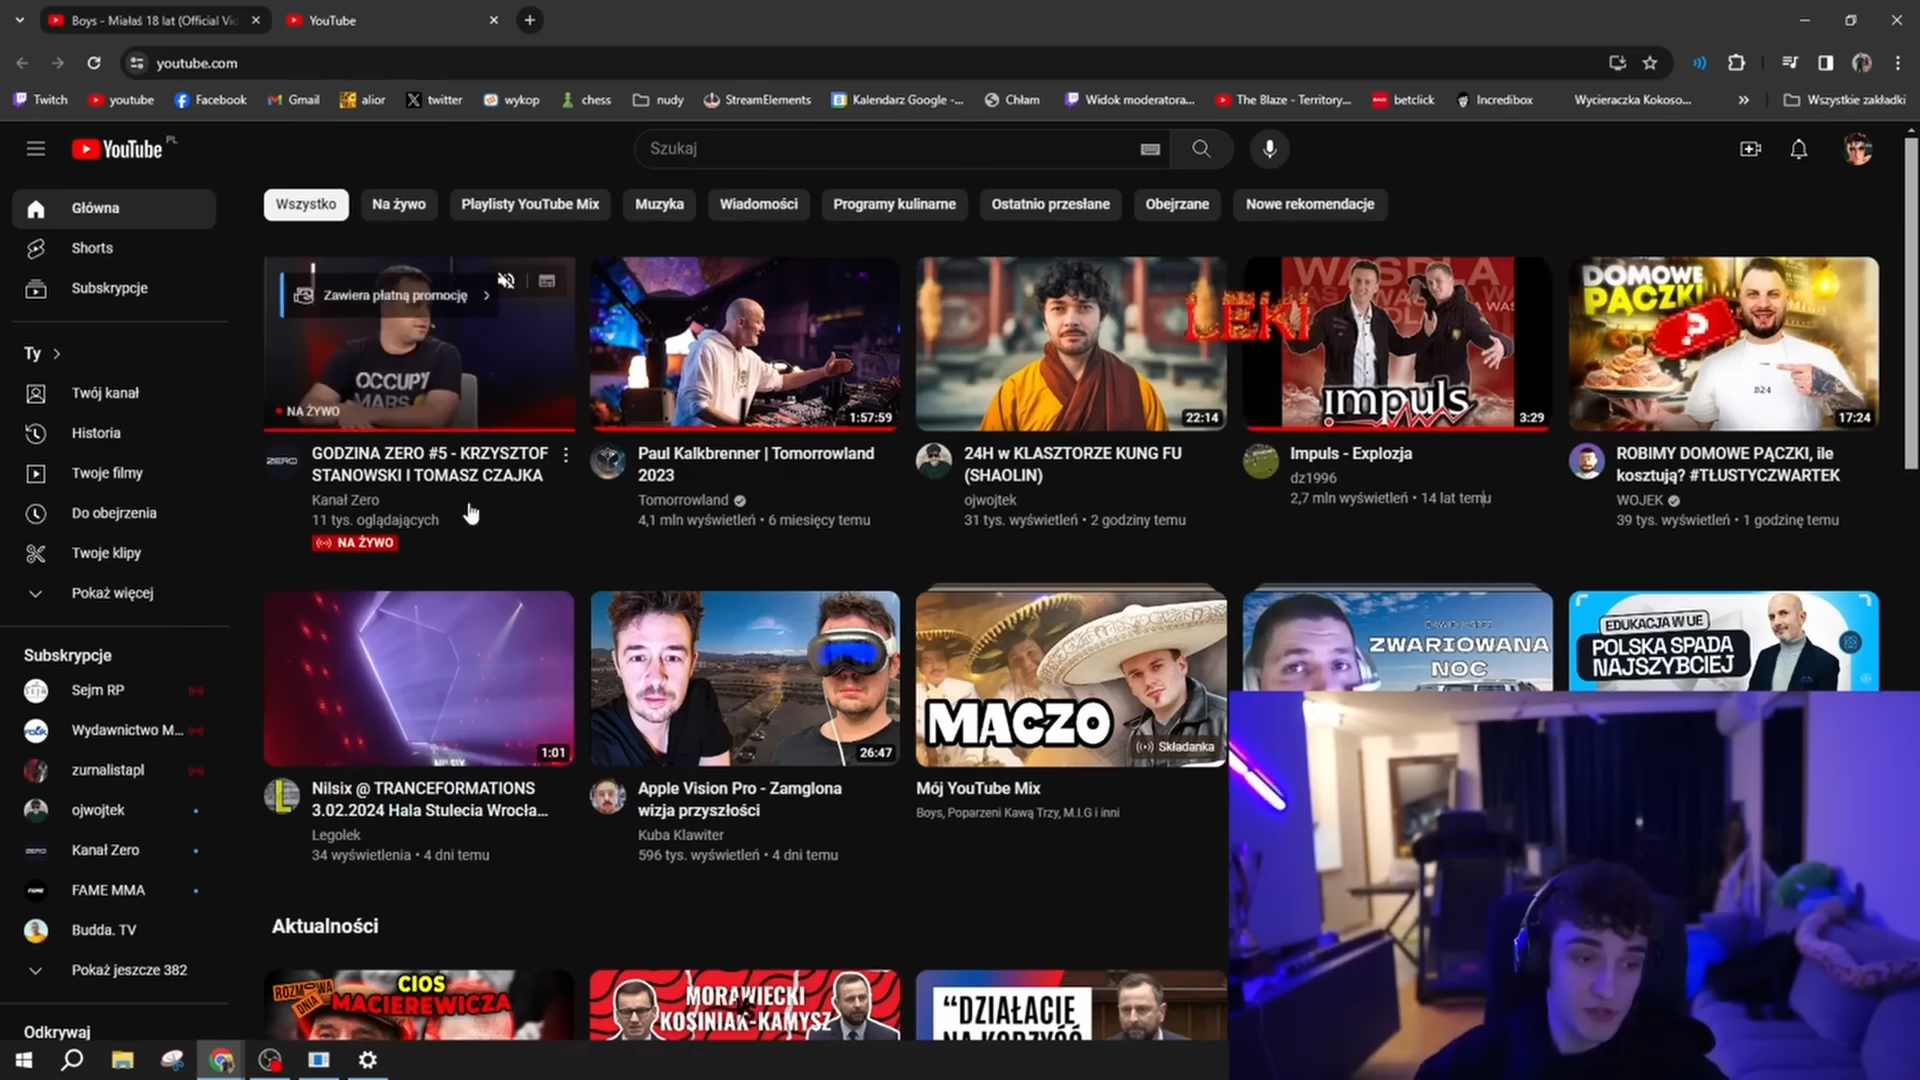 Boys - Miałaś 18 lat (Official Vic
YouTube
youtube.com
Twitch
youtube
Facebook
Gmail
alior
twitter
wykop
chess
nudy
StreamElements
Kalendarz Google -...
Chłam
Widok moderatora...
The Blaze - Territory...
betclick
Incredibox
Wycieraczka Kokoso...
Wszystkie zakładki
YouTube PL
Szukaj
Główna
Shorts
Subskrypcje
Ty
Twój kanał
Historia
Twoje filmy
Do obejrzenia
Twoje klipy
Pokaż więcej
Subskrypcje
Sejm RP
Wydawnictwo M...
zurnalistapl
ojwojtek
Kanał Zero
FAME MMA
Budda. TV
Pokaż jeszcze 382
Odkrywaj
Wszystko
Na żywo
Playlisty YouTube Mix
Muzyka
Wiadomości
Programy kulinarne
Ostatnio przesłane
Obejrzane
Nowe rekomendacje
Zawiera płatną promocję
OCCUPY
MARS
NA ŻYWO
ZERO
GODZINA ZERO #5 - KRZYSZTOF
STANOWSKI I TOMASZ CZAJKA
Kanał Zero
11 tys. oglądających
NA ŻYWO
1:57:59
Paul Kalkbrenner | Tomorrowland
2023
Tomorrowland
4,1 mln wyświetleń • 6 miesięcy temu
22:14
24H w KLASZTORZE KUNG FU
(SHAOLIN)
ojwojtek
31 tys. wyświetleń • 2 godziny temu
LEKI
impuls
3:29
Impuls - Explozja
dz1996
2,7 mln wyświetleń • 14 lat temu
DOMOWE
PĄCZKI
?
D24
17:24
ROBIMY DOMOWE PĄCZKI, ile
kosztują? #TŁUSTYCZWARTEK
WOJEK
39 tys. wyświetleń • 1 godzinę temu
NILSIX
1:01
Nilsix @ TRANCEFORMATIONS
3.02.2024 Hala Stulecia Wrocła...
Legolek
34 wyświetlenia • 4 dni temu
26:47
Apple Vision Pro - Zamglona
wizja przyszłości
Kuba Klawiter
596 tys. wyświetleń • 4 dni temu
MACZO
Składanka
Mój YouTube Mix
Boys, Poparzeni Kawą Trzy, M.I.G i inni
ZWARIOWANA
NOC
EDUKACJA W UE
POLSKA SPADA
NAJSZYBCIEJ
Aktualności
ROZMOWA
DNIA
CIOS
MACIEREWICZA
MORAWIECKI
KOSINIAK-KAMYSZ
"DZIAŁACIE
NA KORZYŚĆ